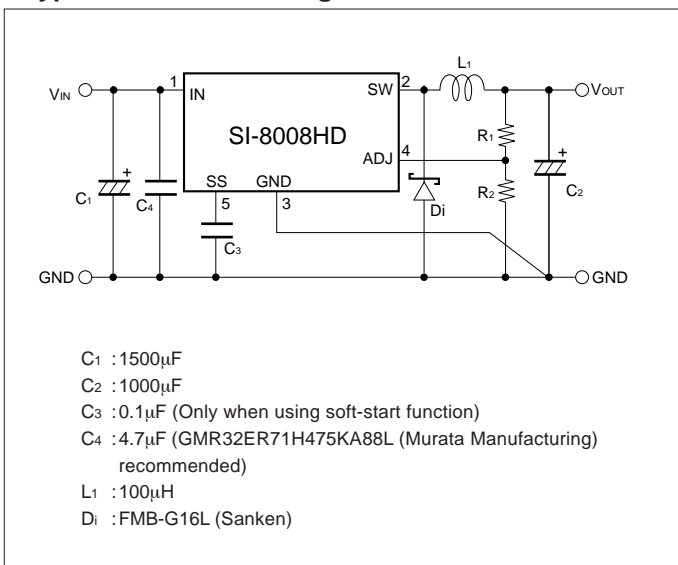 1 IN
SW 2
L1
VIN
VOUT
SI-8008HD
R1
ADJ 4
C1
C4
SS
GND
R2
C2
5
3
Di
C3
GND
GND
C1 :1500μF
C2 :1000μF
C3 :0.1μF (Only when using soft-start function)
C4 :4.7μF (GMR32ER71H475KA88L (Murata Manufacturing)
recommended)
L1 :100μH
Di :FMB-G16L (Sanken)